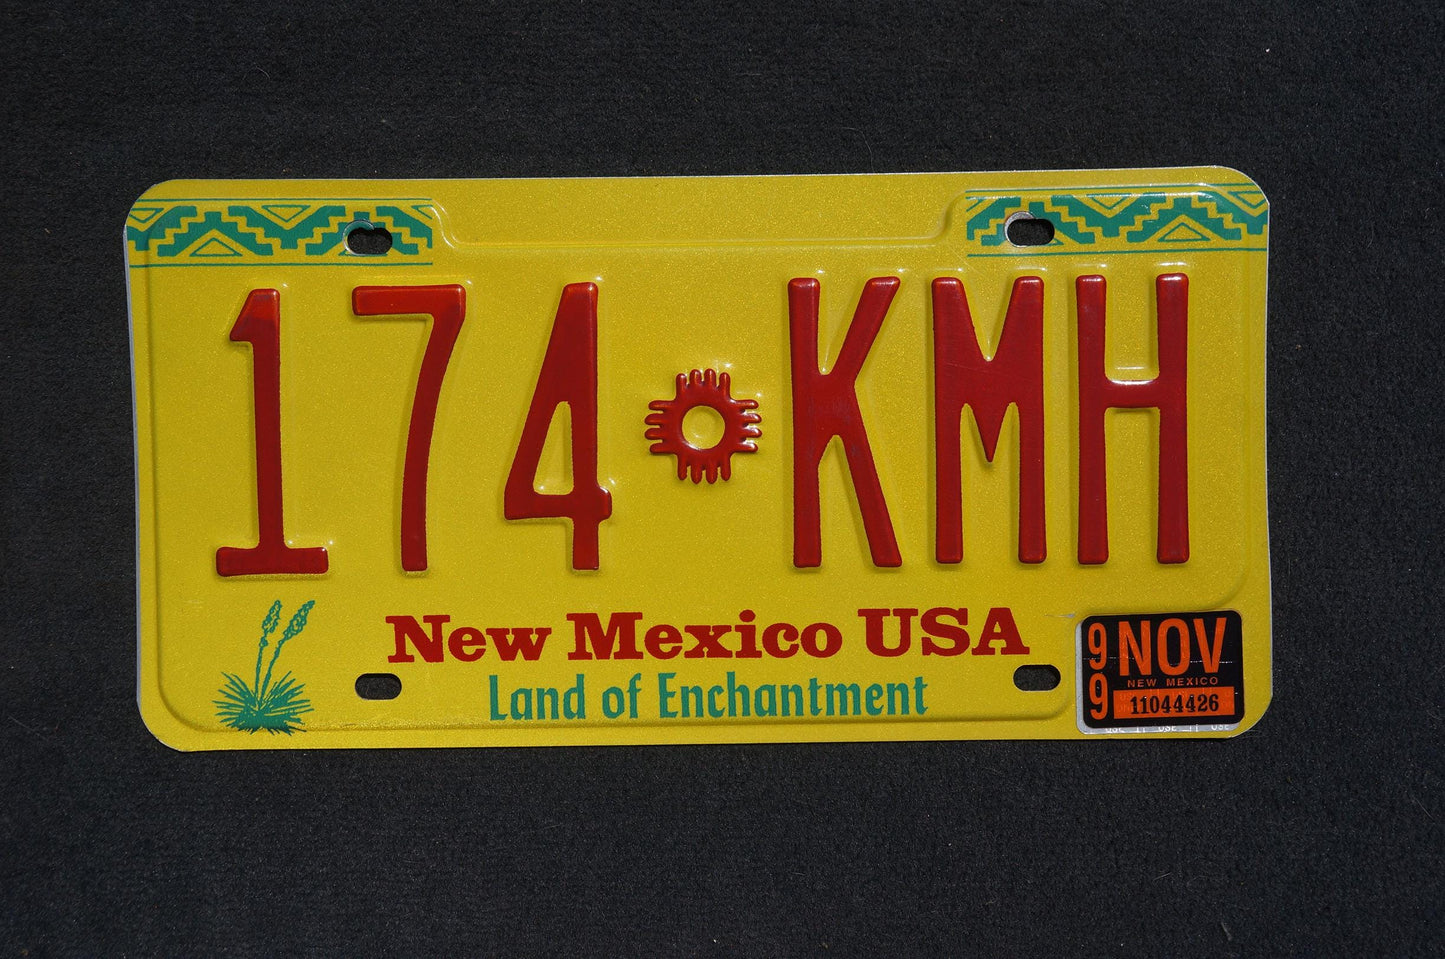 174 KMH
New Mexico USA
Land of Enchantment
99
NOV
NEW MEXICO
11044426